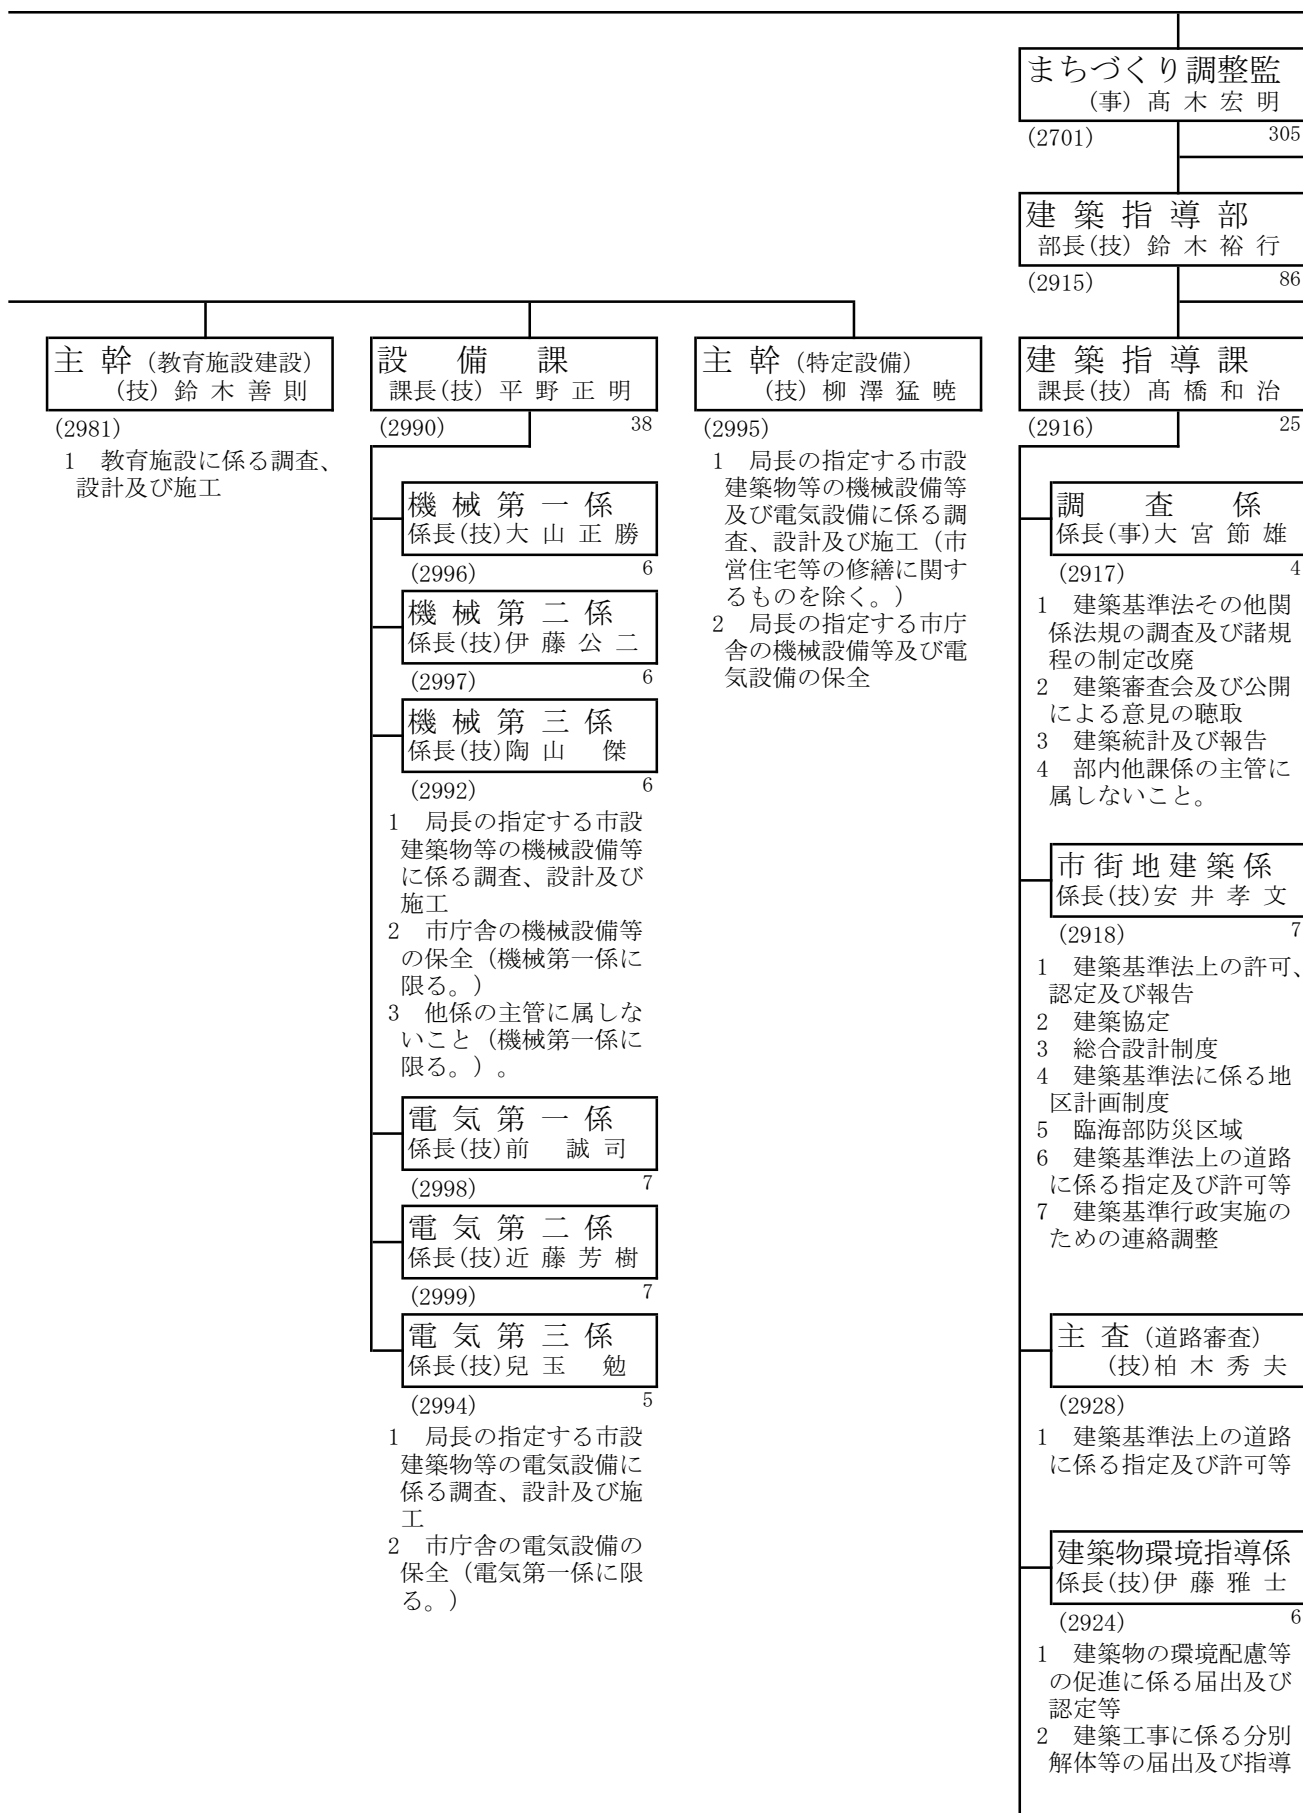 まちづくり調整監
(事) 髙木宏明
(2701) 305
建築指導部
部長(技) 鈴木裕行
(2915) 86
主幹(教育施設建設)
(技) 鈴木善則
(2981)
1 教育施設に係る調査、
設計及び施工
設備課
課長(技) 平野正明
(2990) 38
機械第一係
係長(技)大山正勝
(2996) 6
機械第二係
係長(技)伊藤公二
(2997) 6
機械第三係
係長(技)陶山 傑
(2992) 6
1 局長の指定する市設
建築物等の機械設備等
に係る調査、設計及び
施工
2 市庁舎の機械設備等
の保全(機械第一係に
限る。)
3 他係の主管に属しな
いこと(機械第一係に
限る。)。
電気第一係
係長(技)前 誠司
(2998) 7
電気第二係
係長(技)近藤芳樹
(2999) 7
電気第三係
係長(技)兒玉 勉
(2994) 5
1 局長の指定する市設
建築物等の電気設備に
係る調査、設計及び施
工
2 市庁舎の電気設備の
保全(電気第一係に限
る。)
主幹(特定設備)
(技) 柳澤猛暁
(2995)
1 局長の指定する市設
建築物等の機械設備等
及び電気設備に係る調
査、設計及び施工(市
営住宅等の修繕に関す
るものを除く。)
2 局長の指定する市庁
舎の機械設備等及び電
気設備の保全
建築指導課
課長(技) 髙橋和治
(2916) 25
調査係
係長(事)大宮節雄
(2917) 4
1 建築基準法その他関
係法規の調査及び諸規
程の制定改廃
2 建築審査会及び公開
による意見の聴取
3 建築統計及び報告
4 部内他課係の主管に
属しないこと。
市街地建築係
係長(技)安井孝文
(2918) 7
1 建築基準法上の許可、
認定及び報告
2 建築協定
3 総合設計制度
4 建築基準法に係る地
区計画制度
5 臨海部防災区域
6 建築基準法上の道路
に係る指定及び許可等
7 建築基準行政実施の
ための連絡調整
主査(道路審査)
(技)柏木秀夫
(2928)
1 建築基準法上の道路
に係る指定及び許可等
建築物環境指導係
係長(技)伊藤雅士
(2924) 6
1 建築物の環境配慮等
の促進に係る届出及び
認定等
2 建築工事に係る分別
解体等の届出及び指導